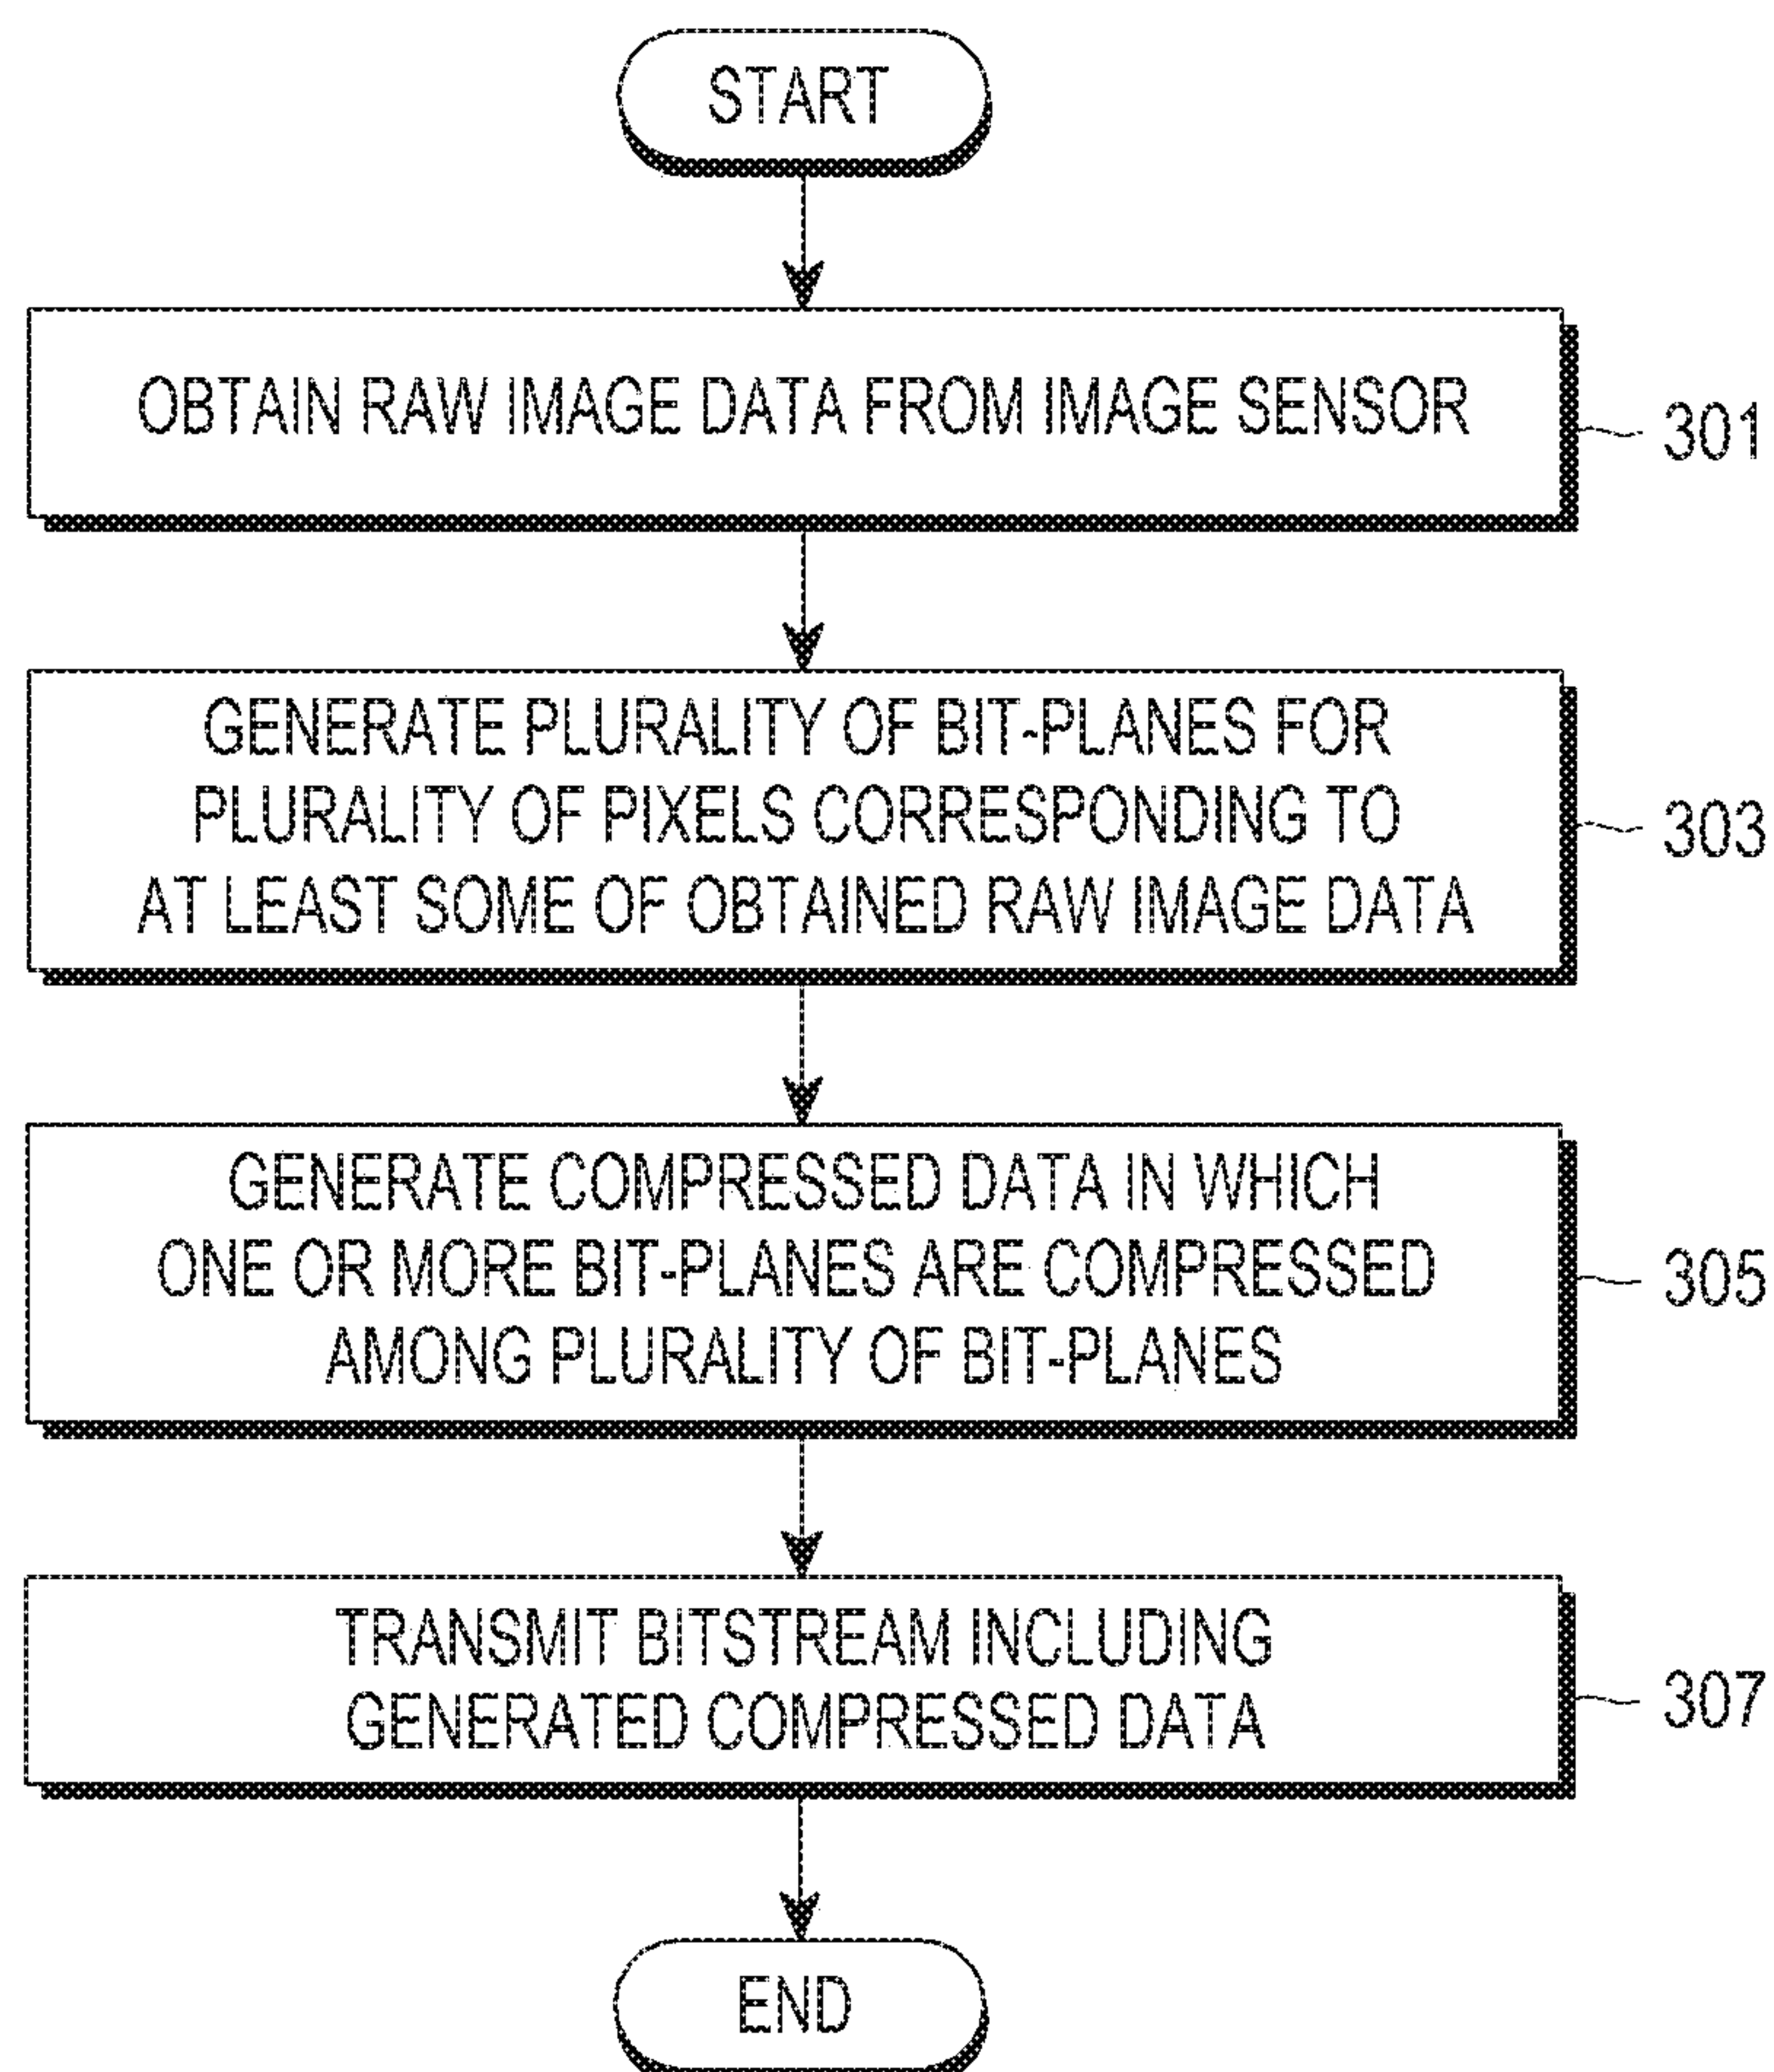 START
OBTAIN RAW IMAGE DATA FROM IMAGE SENSOR
301
GENERATE PLURALITY OF BIT-PLANES FOR
PLURALITY OF PIXELS CORRESPONDING TO
AT LEAST SOME OF OBTAINED RAW IMAGE DATA
303
GENERATE COMPRESSED DATA IN WHICH
ONE OR MORE BIT-PLANES ARE COMPRESSED
AMONG PLURALITY OF BIT-PLANES
305
TRANSMIT BITSTREAM INCLUDING
GENERATED COMPRESSED DATA
307
END